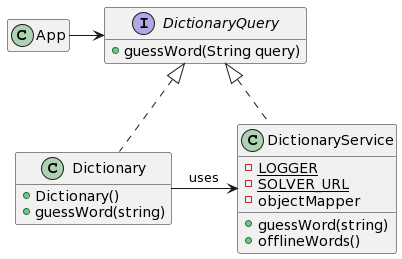 C App
I DictionaryQuery
guessWord(String query)
C Dictionary
Dictionary()
guessWord(string)
uses
C DictionaryService
LOGGER
SOLVER_URL
objectMapper
guessWord(string)
offlineWords()